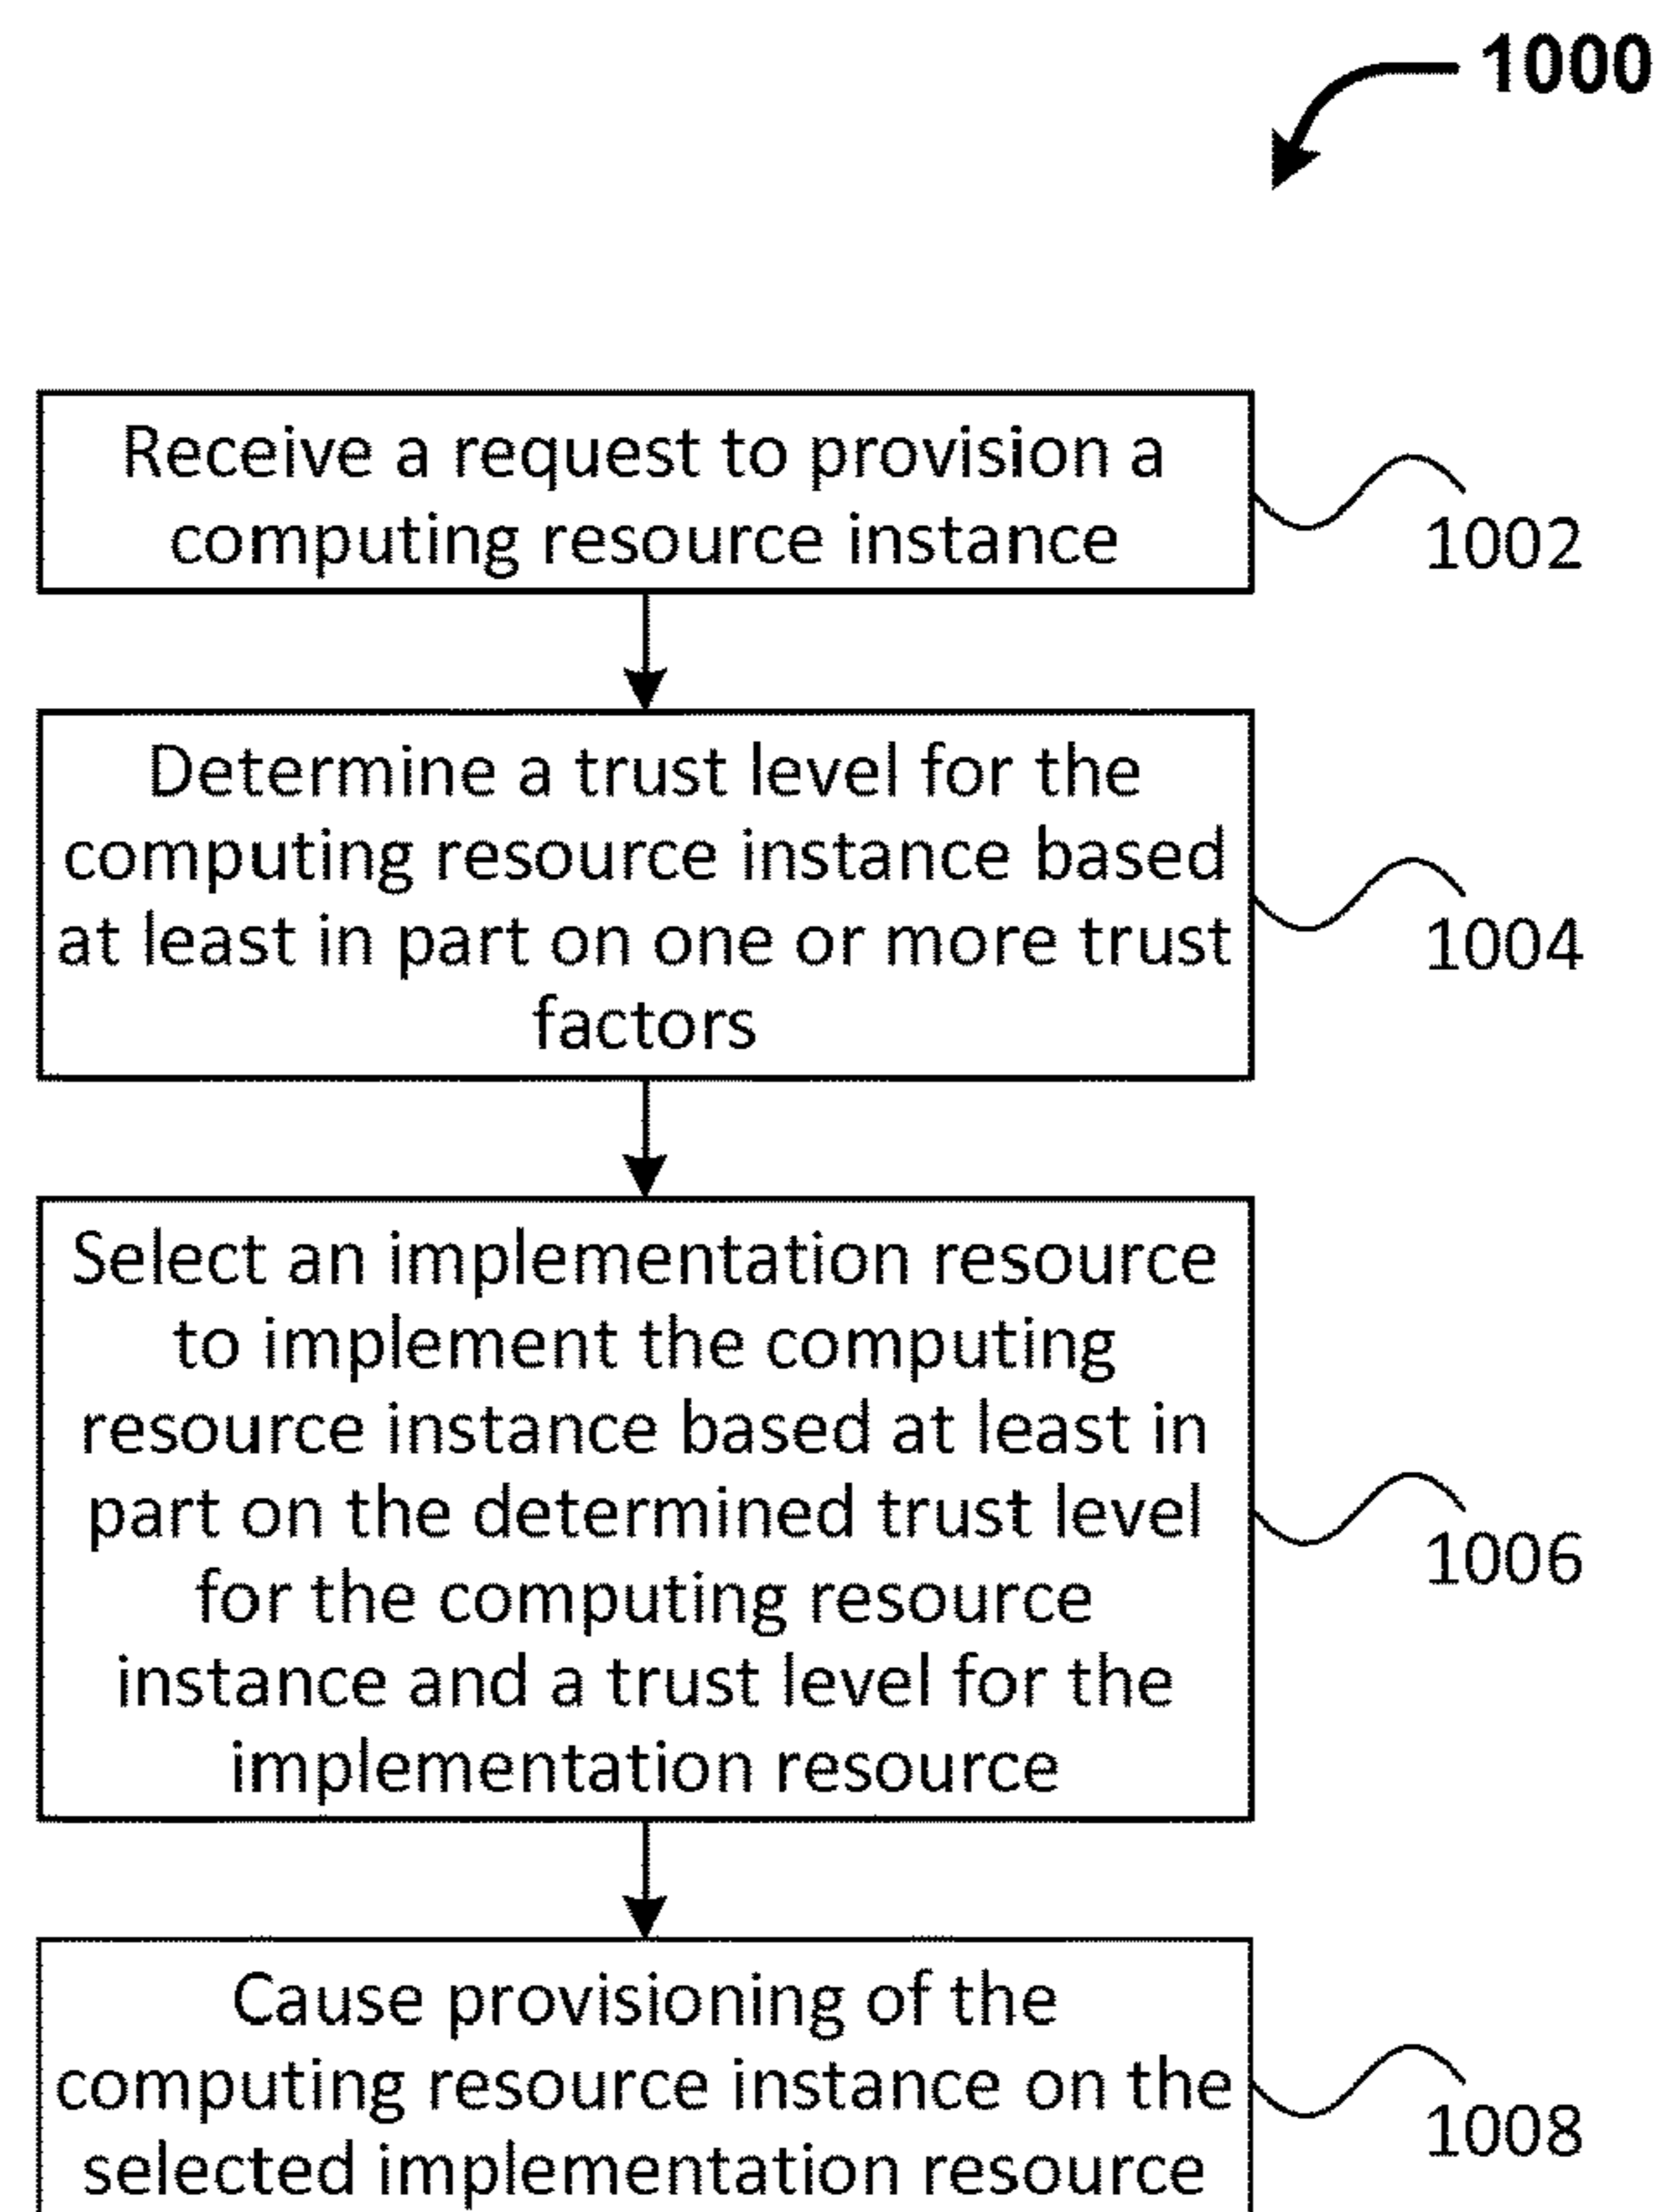 1000
Receive a request to provision a
computing resource instance
1002
Determine a trust level for the
computing resource instance based
at least in part on one or more trust
factors
1004
Select an implementation resource
to implement the computing
resource instance based at least in
part on the determined trust level
for the computing resource
instance and a trust level for the
implementation resource
1006
Cause provisioning of the
computing resource instance on the
selected implementation resource
1008